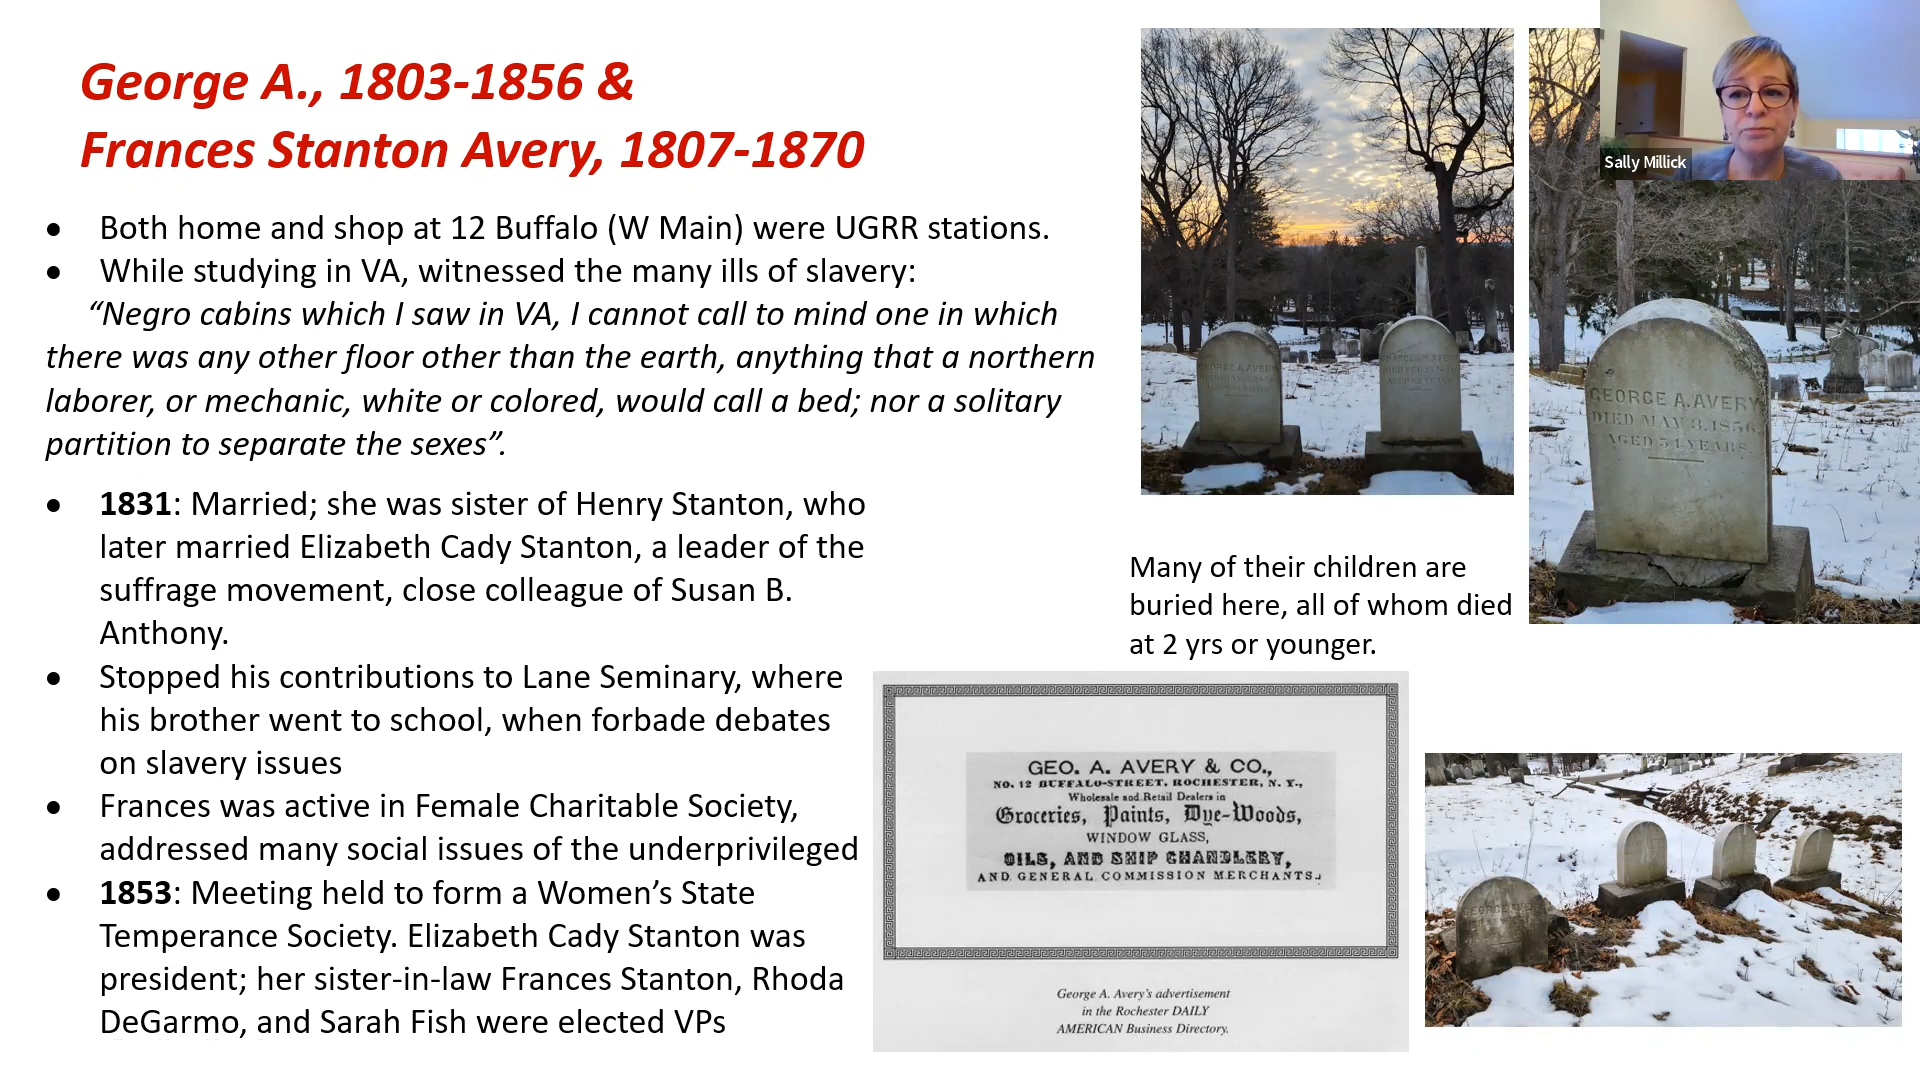 George A., 1803-1856 &
Frances Stanton Avery, 1807-1870
• Both home and shop at 12 Buffalo (W Main) were UGRR stations.
• While studying in VA, witnessed the many ills of slavery:
“Negro cabins which I saw in VA, I cannot call to mind one in which
there was any other floor other than the earth, anything that a northern
laborer, or mechanic, white or colored, would call a bed; nor a solitary
partition to separate the sexes”.
• 1831: Married; she was sister of Henry Stanton, who
later married Elizabeth Cady Stanton, a leader of the
suffrage movement, close colleague of Susan B.
Anthony.
• Stopped his contributions to Lane Seminary, where
his brother went to school, when forbade debates
on slavery issues
• Frances was active in Female Charitable Society,
addressed many social issues of the underprivileged
• 1853: Meeting held to form a Women’s State
Temperance Society. Elizabeth Cady Stanton was
president; her sister-in-law Frances Stanton, Rhoda
DeGarmo, and Sarah Fish were elected VPs
Sally Millick
GEORGE A. AVERY
GEORGE A. AVERY
DIED MAY 3, 1856
AGED 54 YEARS.
Many of their children are
buried here, all of whom died
at 2 yrs or younger.
GEO. A. AVERY & CO.,
NO. 12 BUFFALO-STREET, ROCHESTER, N. Y.,
Wholesale and Retail Dealers in
Groceries, Paints, Dye-Woods,
WINDOW GLASS,
OILS, AND SHIP CHANDLERY,
AND GENERAL COMMISSION MERCHANTS.
George A. Avery's advertisement
in the Rochester DAILY
AMERICAN Business Directory.